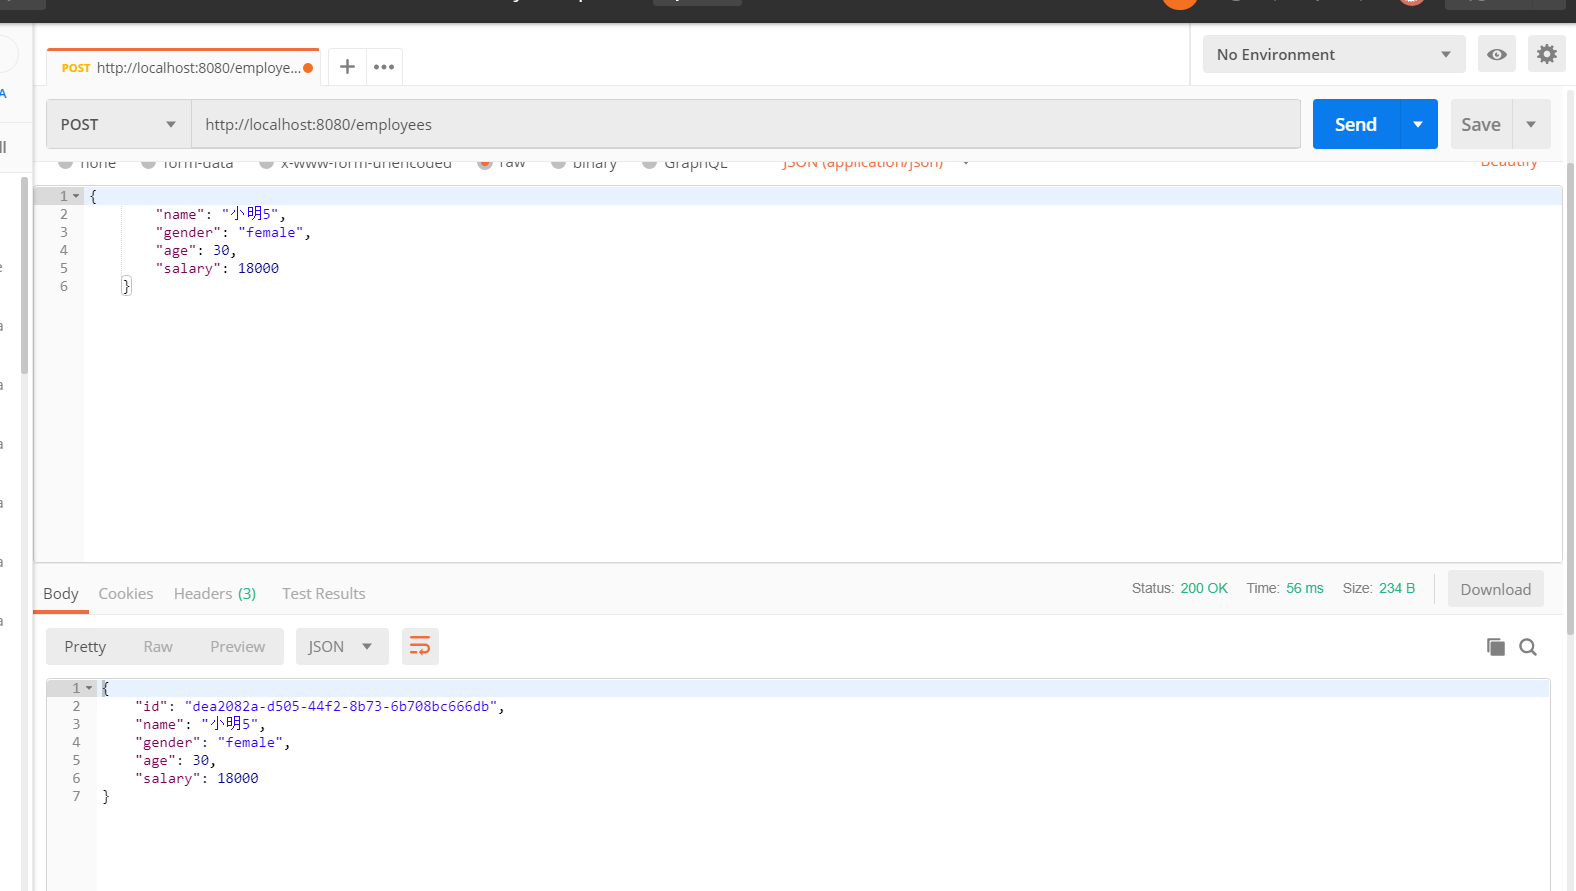 POST http://localhost:8080/employe...
No Environment
POST http://localhost:8080/employees Send Save
none form-data x-www-form-urlencoded raw binary GraphQL JSON (application/json) Beautify
1 {
2 "name": "小明5",
3 "gender": "female",
4 "age": 30,
5 "salary": 18000
6 }
Body Cookies Headers (3) Test Results Status: 200 OK Time: 56 ms Size: 234 B Download
Pretty Raw Preview JSON
1 {
2 "id": "dea2082a-d505-44f2-8b73-6b708bc666db",
3 "name": "小明5",
4 "gender": "female",
5 "age": 30,
6 "salary": 18000
7 }